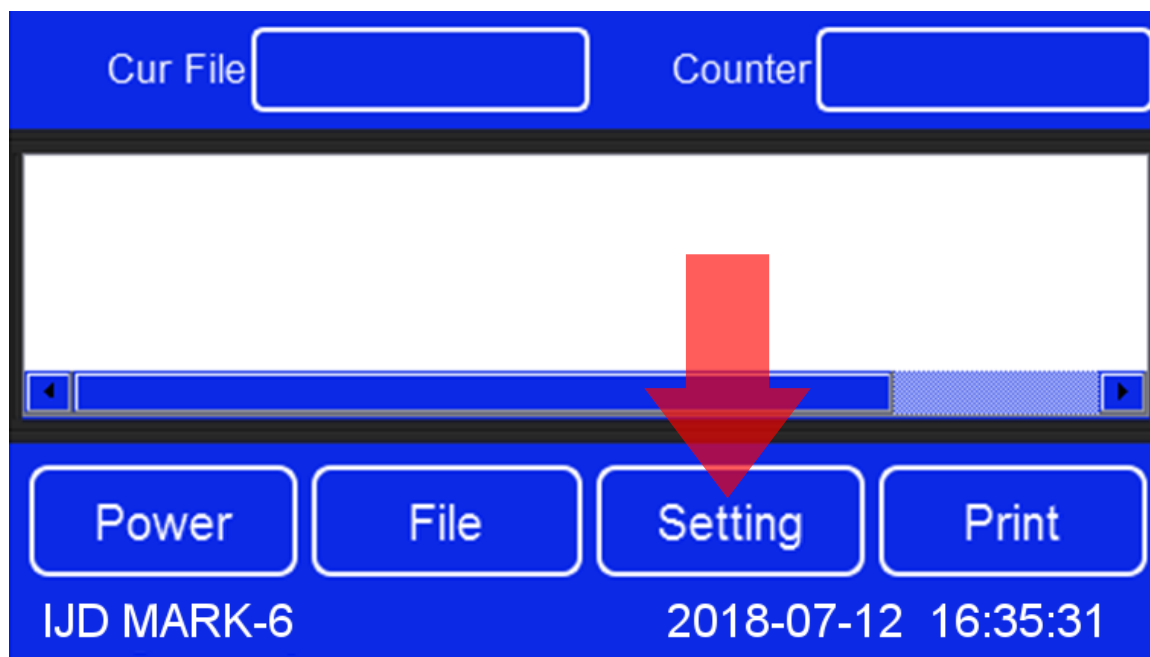 Cur File Counter
Power File Setting Print
IJD MARK-6 2018-07-12 16:35:31